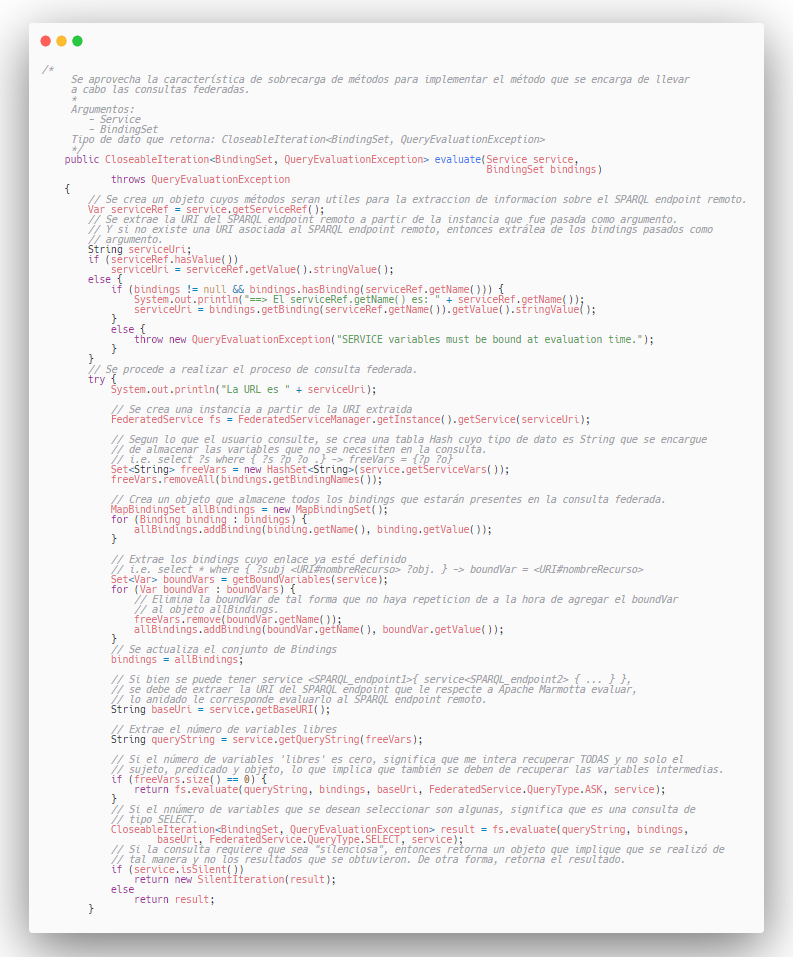 /*
Se aprovecha la característica de sobrecarga de métodos para implementar el método que se encarga de llevar
a cabo las consultas federadas.
*
Argumentos:
- Service
- BindingSet
Tipo de dato que retorna: CloseableIteration<BindingSet, QueryEvaluationException>
*/
public CloseableIteration<BindingSet, QueryEvaluationException> evaluate(Service service,
BindingSet bindings)
throws QueryEvaluationException
{
// Se crea un objeto cuyos métodos seran utiles para la extraccion de informacion sobre el SPARQL endpoint remoto.
Var serviceRef = service.getServiceRef();
// Se extrae la URI del SPARQL endpoint remoto a partir de la instancia que fue pasada como argumento.
// Y si no existe una URI asociada al SPARQL endpoint remoto, entonces extrálea de los bindings pasados como
// argumento.
String serviceUri;
if (serviceRef.hasValue())
serviceUri = serviceRef.getValue().stringValue();
else {
if (bindings != null && bindings.hasBinding(serviceRef.getName())) {
System.out.println("==> El serviceRef.getName() es: " + serviceRef.getName());
serviceUri = bindings.getBinding(serviceRef.getName()).getValue().stringValue();
}
else {
throw new QueryEvaluationException("SERVICE variables must be bound at evaluation time.");
}
}
// Se procede a realizar el proceso de consulta federada.
try {
System.out.println("La URL es " + serviceUri);
// Se crea una instancia a partir de la URI extraida
FederatedService fs = FederatedServiceManager.getInstance().getService(serviceUri);
// Segun lo que el usuario consulte, se crea una tabla Hash cuyo tipo de dato es String que se encargue
// de almacenar las variables que no se necesiten en la consulta.
// i.e. select ?s where { ?s ?p ?o .} -> freeVars = {?p ?o}
Set<String> freeVars = new HashSet<String>(service.getServiceVars());
freeVars.removeAll(bindings.getBindingNames());
// Crea un objeto que almacene todos los bindings que estarán presentes en la consulta federada.
MapBindingSet allBindings = new MapBindingSet();
for (Binding binding : bindings) {
allBindings.addBinding(binding.getName(), binding.getValue());
}
// Extrae los bindings cuyo enlace ya esté definido
// i.e. select * where { ?subj <URI#nombreRecurso> ?obj. } -> boundVar = <URI#nombreRecurso>
Set<Var> boundVars = getBoundVariables(service);
for (Var boundVar : boundVars) {
// Elimina la boundVar de tal forma que no haya repeticion de a la hora de agregar el boundVar
// al objeto allBindings.
freeVars.remove(boundVar.getName());
allBindings.addBinding(boundVar.getName(), boundVar.getValue());
}
// Se actualiza el conjunto de Bindings
bindings = allBindings;
// Si bien se puede tener service <SPARQL_endpoint1>{ service<SPARQL_endpoint2> { ... } },
// se debe de extraer la URI del SPARQL endpoint que le respecte a Apache Marmotta evaluar,
// lo anidado le corresponde evaluarlo al SPARQL endpoint remoto.
String baseUri = service.getBaseURI();
// Extrae el número de variables libres
String queryString = service.getQueryString(freeVars);
// Si el número de variables 'libres' es cero, significa que me intera recuperar TODAS y no solo el
// sujeto, predicado y objeto, lo que implica que también se deben de recuperar las variables intermedias.
if (freeVars.size() == 0) {
return fs.evaluate(queryString, bindings, baseUri, FederatedService.QueryType.ASK, service);
}
// Si el nnúmero de variables que se desean seleccionar son algunas, significa que es una consulta de
// tipo SELECT.
CloseableIteration<BindingSet, QueryEvaluationException> result = fs.evaluate(queryString, bindings,
baseUri, FederatedService.QueryType.SELECT, service);
// Si la consulta requiere que sea "silenciosa", entonces retorna un objeto que implique que se realizó de
// tal manera y no los resultados que se obtuvieron. De otra forma, retorna el resultado.
if (service.isSilent())
return new SilentIteration(result);
else
return result;
}